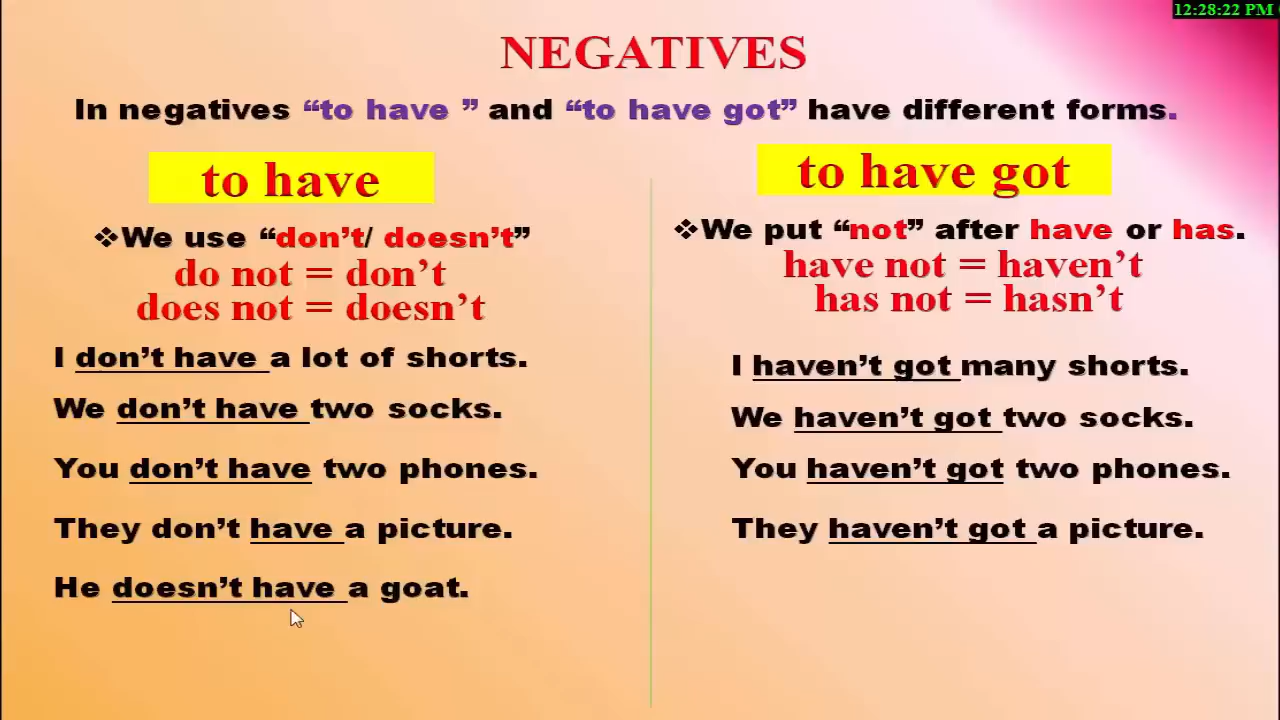 12:28:22 PM
NEGATIVES
In negatives “to have ” and “to have got” have different forms.
to have
❖We use “don’t/ doesn’t”
do not = don’t
does not = doesn’t
I don’t have a lot of shorts.
We don’t have two socks.
You don’t have two phones.
They don’t have a picture.
He doesn’t have a goat.
to have got
❖We put “not” after have or has.
have not = haven’t
has not = hasn’t
I haven’t got many shorts.
We haven’t got two socks.
You haven’t got two phones.
They haven’t got a picture.